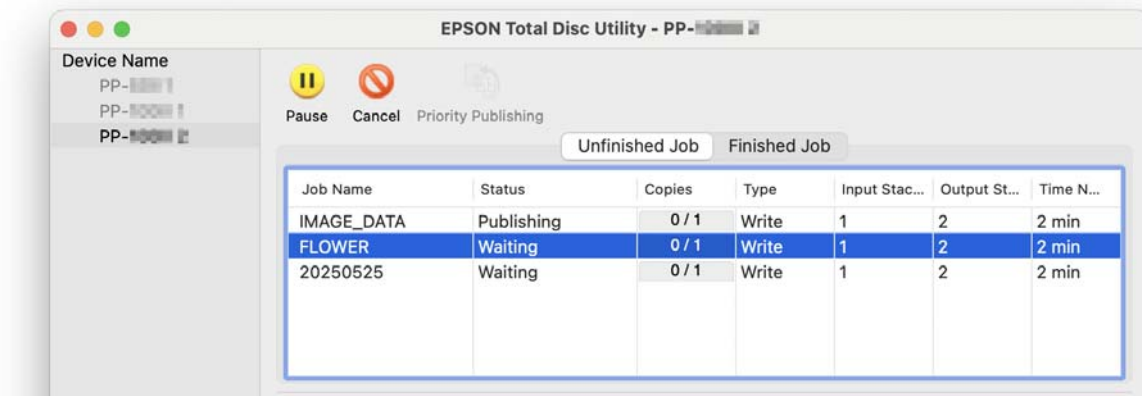 EPSON Total Disc Utility - PP-
Device Name
PP-
PP-
PP-
Pause Cancel Priority Publishing
Unfinished Job Finished Job
Job Name Status Copies Type Input Stac... Output St... Time N...
IMAGE_DATA Publishing 0 / 1 Write 1 2 2 min
FLOWER Waiting 0 / 1 Write 1 2 2 min
20250525 Waiting 0 / 1 Write 1 2 2 min